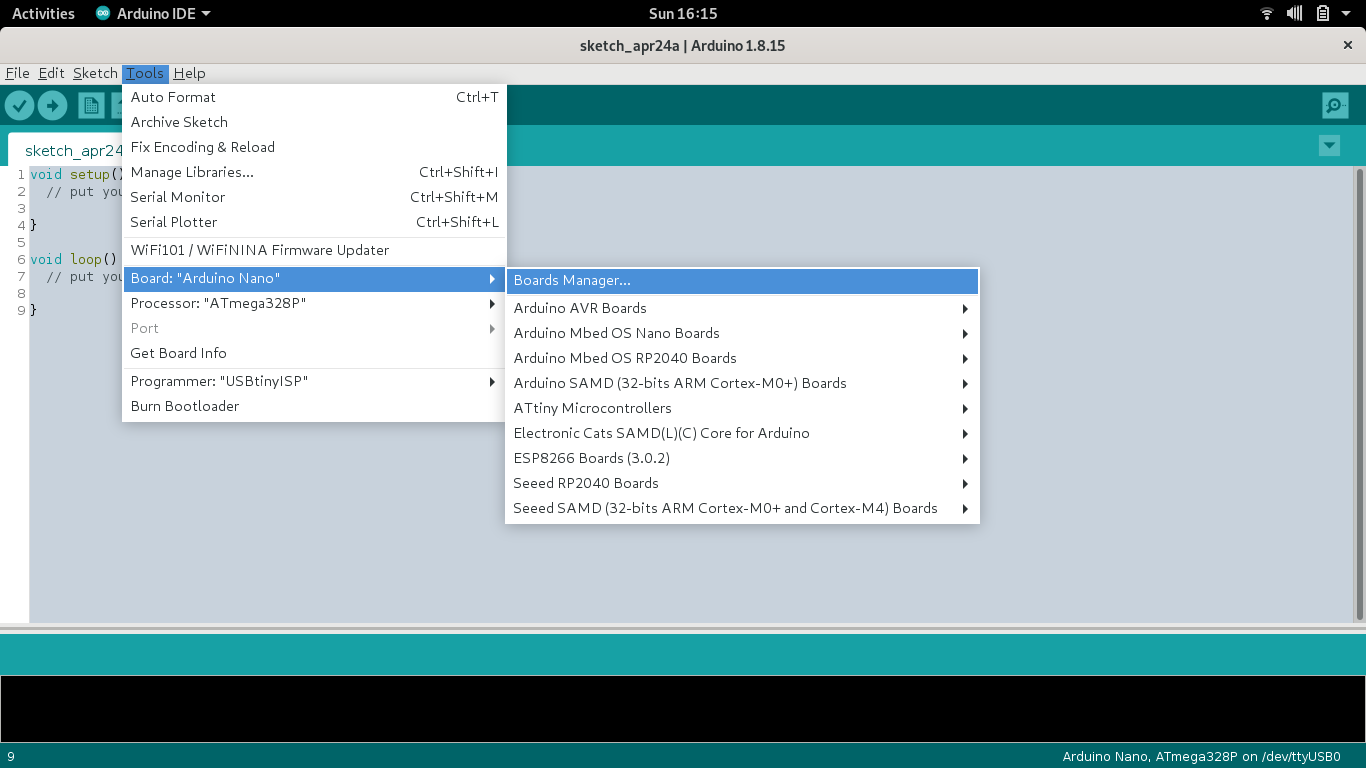 Activities Arduino IDE Sun 16:15
sketch_apr24a | Arduino 1.8.15 ×
File Edit Sketch Tools Help
Auto Format Ctrl+T
Archive Sketch
Fix Encoding & Reload
Manage Libraries... Ctrl+Shift+I
Serial Monitor Ctrl+Shift+M
Serial Plotter Ctrl+Shift+L
WiFi101 / WiFiNINA Firmware Updater
Board: "Arduino Nano"
Processor: "ATmega328P"
Port
Get Board Info
Programmer: "USBtinyISP"
Burn Bootloader
Boards Manager...
Arduino AVR Boards
Arduino Mbed OS Nano Boards
Arduino Mbed OS RP2040 Boards
Arduino SAMD (32-bits ARM Cortex-M0+) Boards
ATtiny Microcontrollers
Electronic Cats SAMD(L)(C) Core for Arduino
ESP8266 Boards (3.0.2)
Seeed RP2040 Boards
Seeed SAMD (32-bits ARM Cortex-M0+ and Cortex-M4) Boards
sketch_apr24
1 void setup()
2 // put you
3
4 }
5
6 void loop()
7 // put you
8
9 }
9 Arduino Nano, ATmega328P on /dev/ttyUSB0